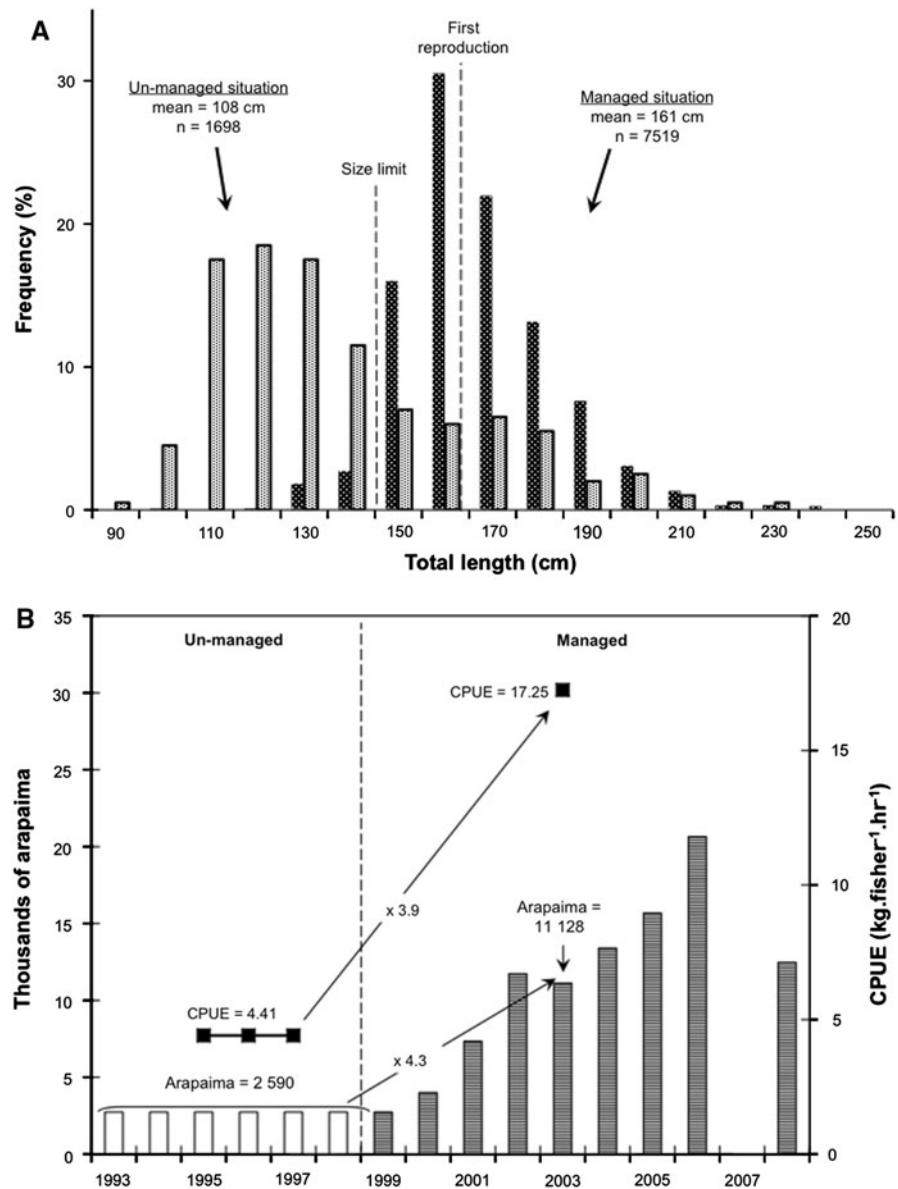 A
First
reproduction
Un-managed situation
mean = 108 cm
n = 1698
Managed situation
mean = 161 cm
n = 7519
Size limit
Frequency (%)
30
20
10
0
90 110 130 150 170 190 210 230 250
Total length (cm)
B
Un-managed Managed
Thousands of arapaima
35
30
25
20
15
10
5
0
CPUE = 17.25
x 3.9
Arapaima =
11 128
CPUE = 4.41
x 4.3
Arapaima = 2 590
20
15
10
5
0
CPUE (kg.fisher⁻¹.hr⁻¹)
1993 1995 1997 1999 2001 2003 2005 2007